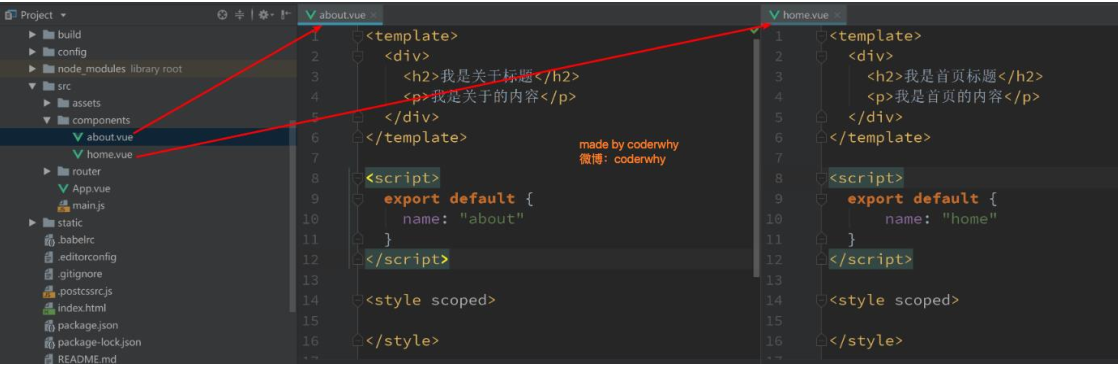 Project
build
config
node_modules library root
src
assets
components
about.vue
home.vue
router
App.vue
main.js
static
.babelrc
.editorconfig
.gitignore
.postcssrc.js
index.html
package.json
package-lock.json
README.md
about.vue
1 <template>
2 <div>
3 <h2>我是关于标题</h2>
4 <p>我是关于的内容</p>
5 </div>
6 </template>
7
8 <script>
9 export default {
10 name: "about"
11 }
12 </script>
13
14 <style scoped>
15
16 </style>
made by coderwhy
微博：coderwhy
home.vue
1 <template>
2 <div>
3 <h2>我是首页标题</h2>
4 <p>我是首页的内容</p>
5 </div>
6 </template>
7
8 <script>
9 export default {
10 name: "home"
11 }
12 </script>
13
14 <style scoped>
15
16 </style>